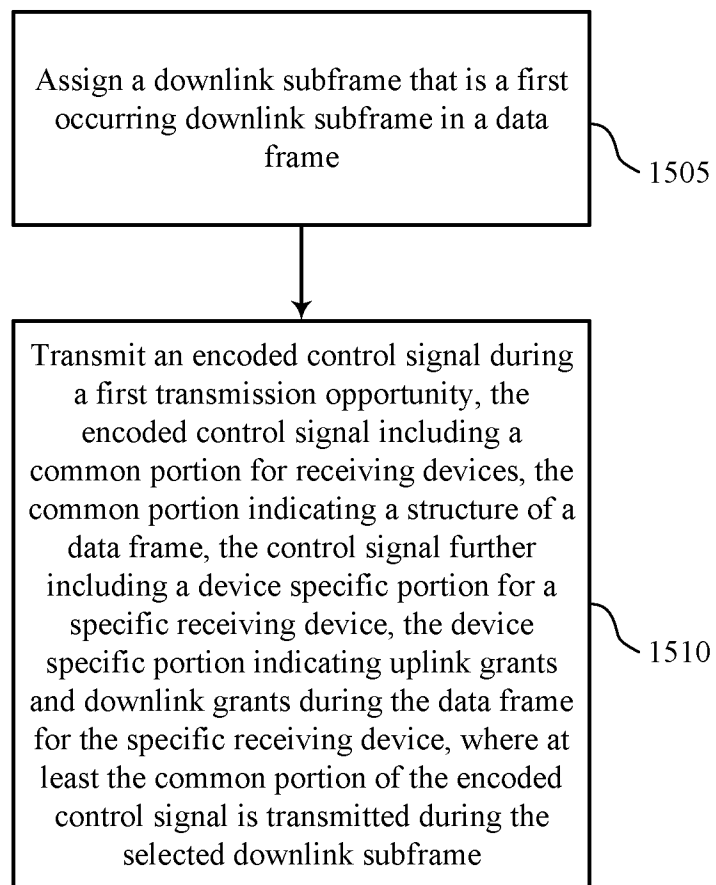 Assign a downlink subframe that is a first
occurring downlink subframe in a data
frame
1505
Transmit an encoded control signal during
a first transmission opportunity, the
encoded control signal including a
common portion for receiving devices, the
common portion indicating a structure of a
data frame, the control signal further
including a device specific portion for a
specific receiving device, the device
specific portion indicating uplink grants
and downlink grants during the data frame
for the specific receiving device, where at
least the common portion of the encoded
control signal is transmitted during the
selected downlink subframe
1510